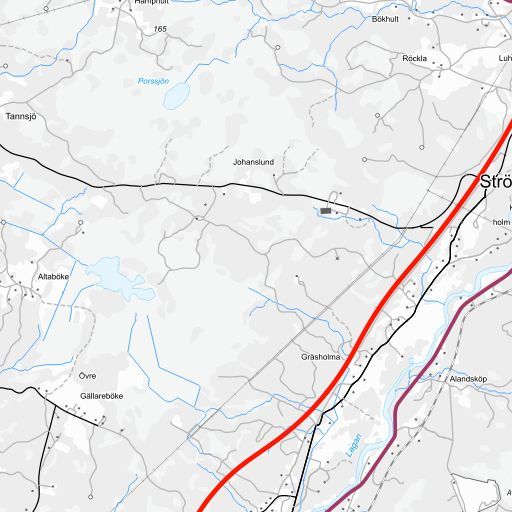 Hamphult
165
Bökhult
Röckla
Luh
Porssjön
Tannsjö
Johanslund
Strö
holm
Altaböke
Gräsholma
Övre
Gällareböke
Alandsköp
Lagan